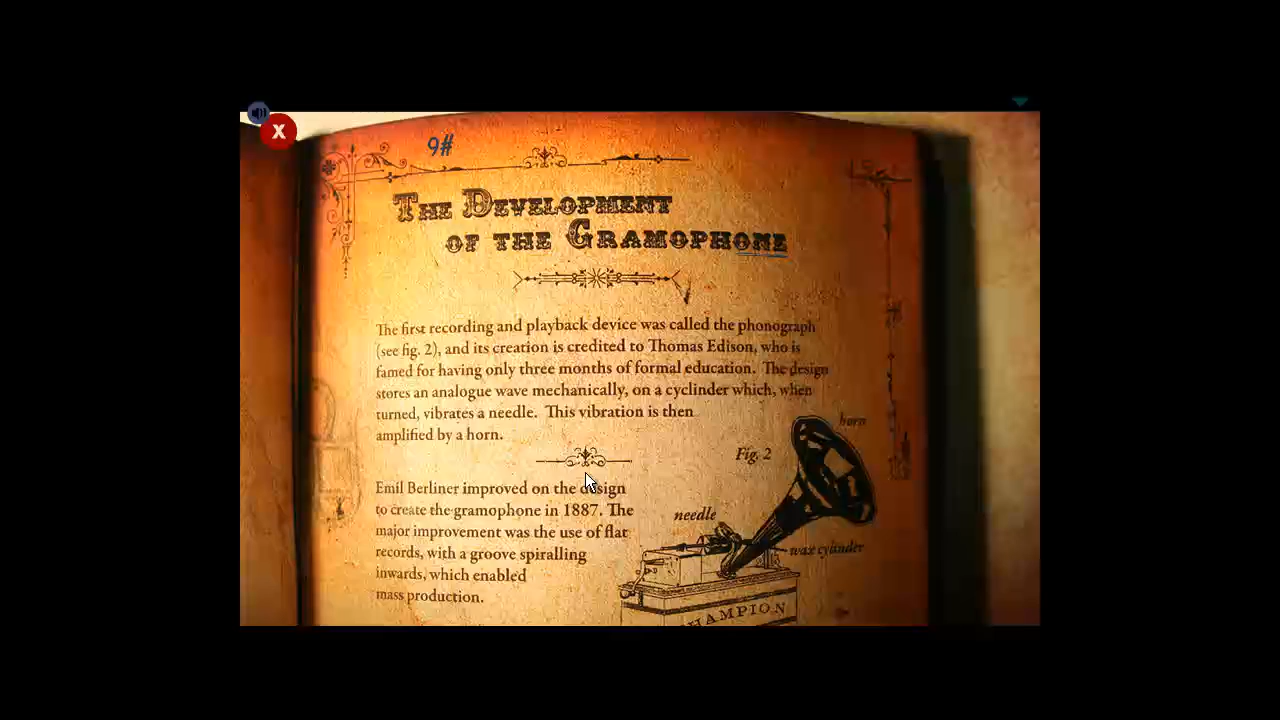 X
9#
The Development
of the Gramophone
The first recording and playback device was called the phonograph
(see fig. 2), and its creation is credited to Thomas Edison, who is
famed for having only three months of formal education. The design
stores an analogue wave mechanically, on a cyclinder which, when
turned, vibrates a needle. This vibration is then
amplified by a horn.
horn
Fig. 2
Emil Berliner improved on the design
to create the gramophone in 1887. The
major improvement was the use of flat
records, with a groove spiralling
inwards, which enabled
mass production.
needle
wax cylinder
HAMPION